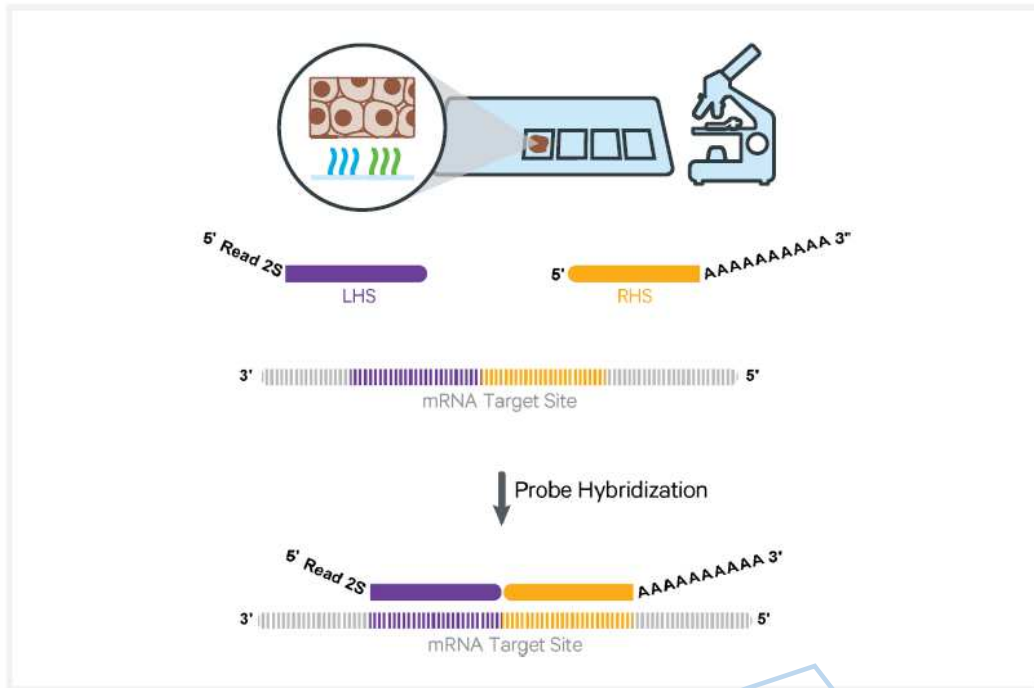 5' Read 2S
LHS
5'
RHS
AAAAAAAAAA 3"
3'
5'
mRNA Target Site
Probe Hybridization
5' Read 2S
AAAAAAAAAA 3'
3'
5'
mRNA Target Site